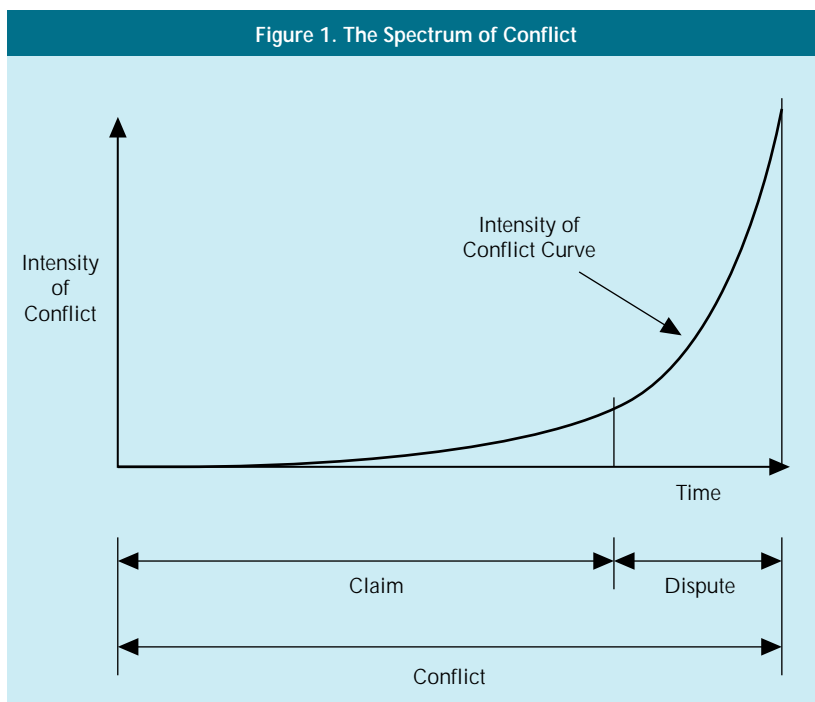 Figure 1. The Spectrum of Conflict
Intensity of
Conflict Curve
Intensity
of
Conflict
Time
Claim
Dispute
Conflict